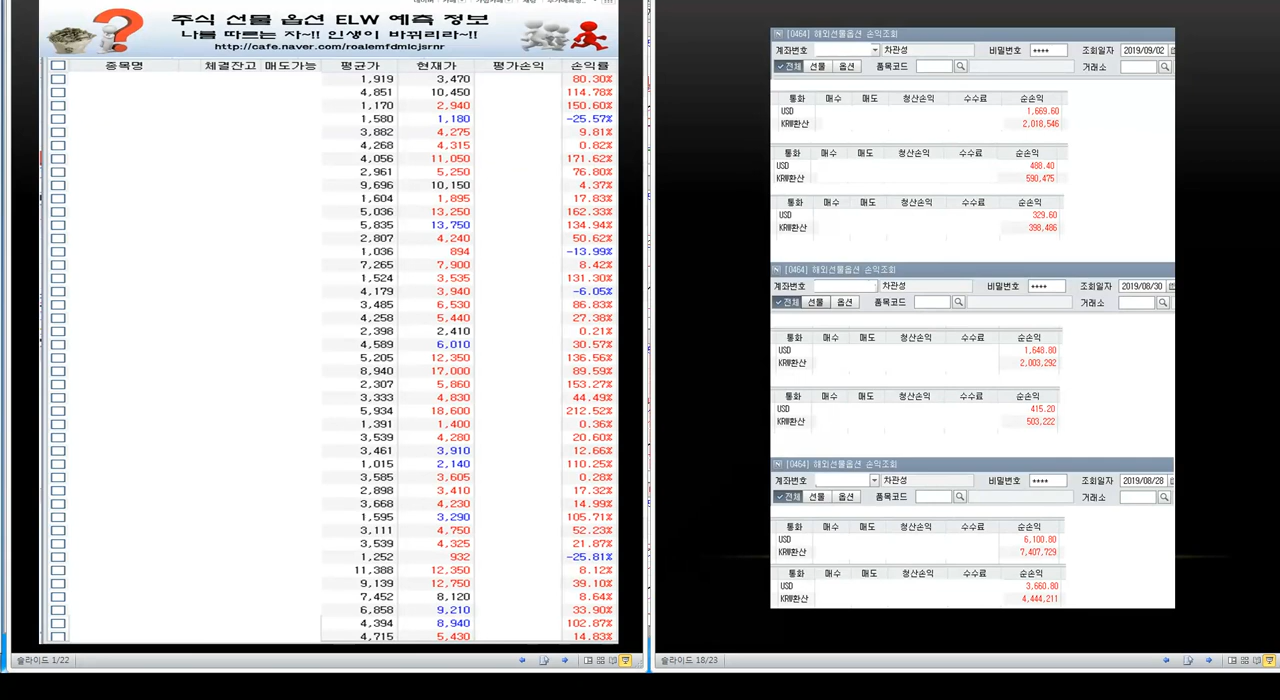 주식 선물 옵션 ELW 예측 정보
나를 따르는 자~!! 인생이 바뀌리라~!!
http://cafe.naver.com/roalemfdmicjsrnr
종목명 체결잔고 매도가능 평균가 현재가 평가손익 손익률
1,919 3,470 80.30%
4,851 10,450 114.78%
1,170 2,940 150.60%
1,580 1,180 -25.57%
3,882 4,275 9.81%
4,268 4,315 0.82%
4,056 11,050 171.62%
2,961 5,250 76.80%
9,696 10,150 4.37%
1,604 1,895 17.83%
5,036 13,250 162.33%
5,835 13,750 134.94%
2,807 4,240 50.62%
1,036 894 -13.99%
7,265 7,900 8.42%
1,524 3,535 131.30%
4,179 3,940 -6.05%
3,485 6,530 86.83%
4,258 5,440 27.38%
2,398 2,410 0.21%
4,589 6,010 30.57%
5,205 12,350 136.56%
8,940 17,000 89.59%
2,307 5,860 153.27%
3,333 4,830 44.49%
5,934 18,600 212.52%
1,391 1,400 0.36%
3,539 4,280 20.60%
3,461 3,910 12.66%
1,015 2,140 110.25%
3,585 3,605 0.28%
2,898 3,410 17.32%
3,668 4,230 14.99%
1,595 3,290 105.71%
3,111 4,750 52.23%
3,539 4,325 21.87%
1,252 932 -25.81%
11,388 12,350 8.12%
9,139 12,750 39.10%
7,452 8,120 8.64%
6,858 9,210 33.90%
4,394 8,940 102.87%
4,715 5,430 14.83%
슬라이드 1/22
[0464] 해외선물옵션 손익조회
계좌번호 차관성 비밀번호 **** 조회일자 2019/09/02
전체 선물 옵션 품목코드 거래소
통화 매수 매도 청산손익 수수료 순손익
USD 1,669.60
KRW환산 2,018,546
통화 매수 매도 청산손익 수수료 순손익
USD 488.40
KRW환산 590,475
통화 매수 매도 청산손익 수수료 순손익
USD 329.60
KRW환산 398,486
[0464] 해외선물옵션 손익조회
계좌번호 차관성 비밀번호 **** 조회일자 2019/08/30
전체 선물 옵션 품목코드 거래소
통화 매수 매도 청산손익 수수료 순손익
USD 1,648.80
KRW환산 2,003,292
통화 매수 매도 청산손익 수수료 순손익
USD 415.20
KRW환산 503,222
[0464] 해외선물옵션 손익조회
계좌번호 차관성 비밀번호 **** 조회일자 2019/08/28
전체 선물 옵션 품목코드 거래소
통화 매수 매도 청산손익 수수료 순손익
USD 6,100.80
KRW환산 7,407,729
통화 매수 매도 청산손익 수수료 순손익
USD 3,660.80
KRW환산 4,444,211
슬라이드 18/23